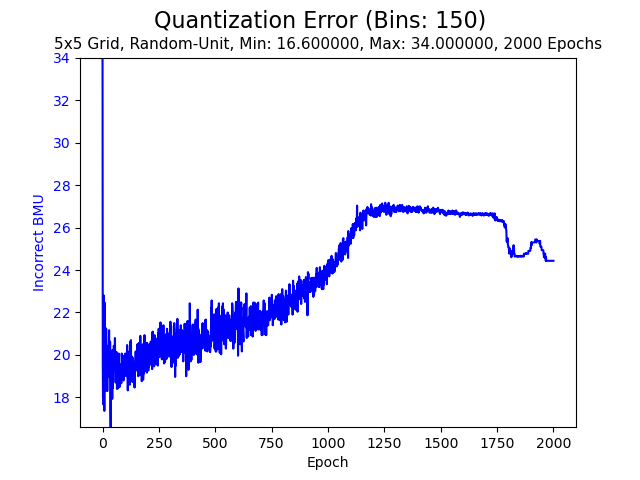 Quantization Error (Bins: 150)
5x5 Grid, Random-Unit, Min: 16.600000, Max: 34.000000, 2000 Epochs
34
32
30
28
26
24
22
20
18
Incorrect BMU
0 250 500 750 1000 1250 1500 1750 2000
Epoch